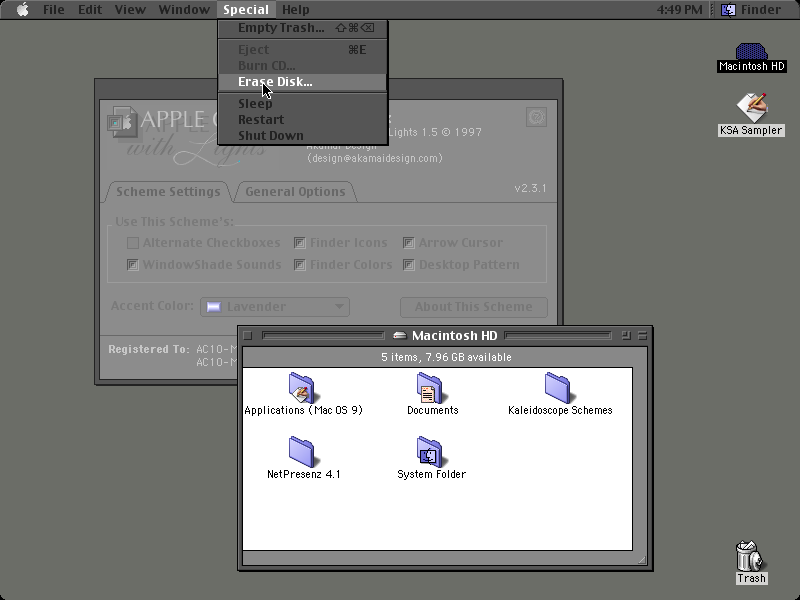 File Edit View Window Special Help 4:49 PM Finder
Empty Trash... ⇧⌘⌫
Eject ⌘E
Burn CD...
Erase Disk...
Sleep
Restart
Shut Down
Macintosh HD
KSA Sampler
APPLE
with Lights
Lights 1.5 © 1997
Akamai Design
(design@akamaidesign.com)
Scheme Settings General Options v2.3.1
Use This Scheme's:
Alternate Checkboxes Finder Icons Arrow Cursor
WindowShade Sounds Finder Colors Desktop Pattern
Accent Color: Lavender About This Scheme
Registered To: AC10-M
AC10-M
Macintosh HD
5 items, 7.96 GB available
Applications (Mac OS 9) Documents Kaleidoscope Schemes
NetPresenz 4.1 System Folder
Trash